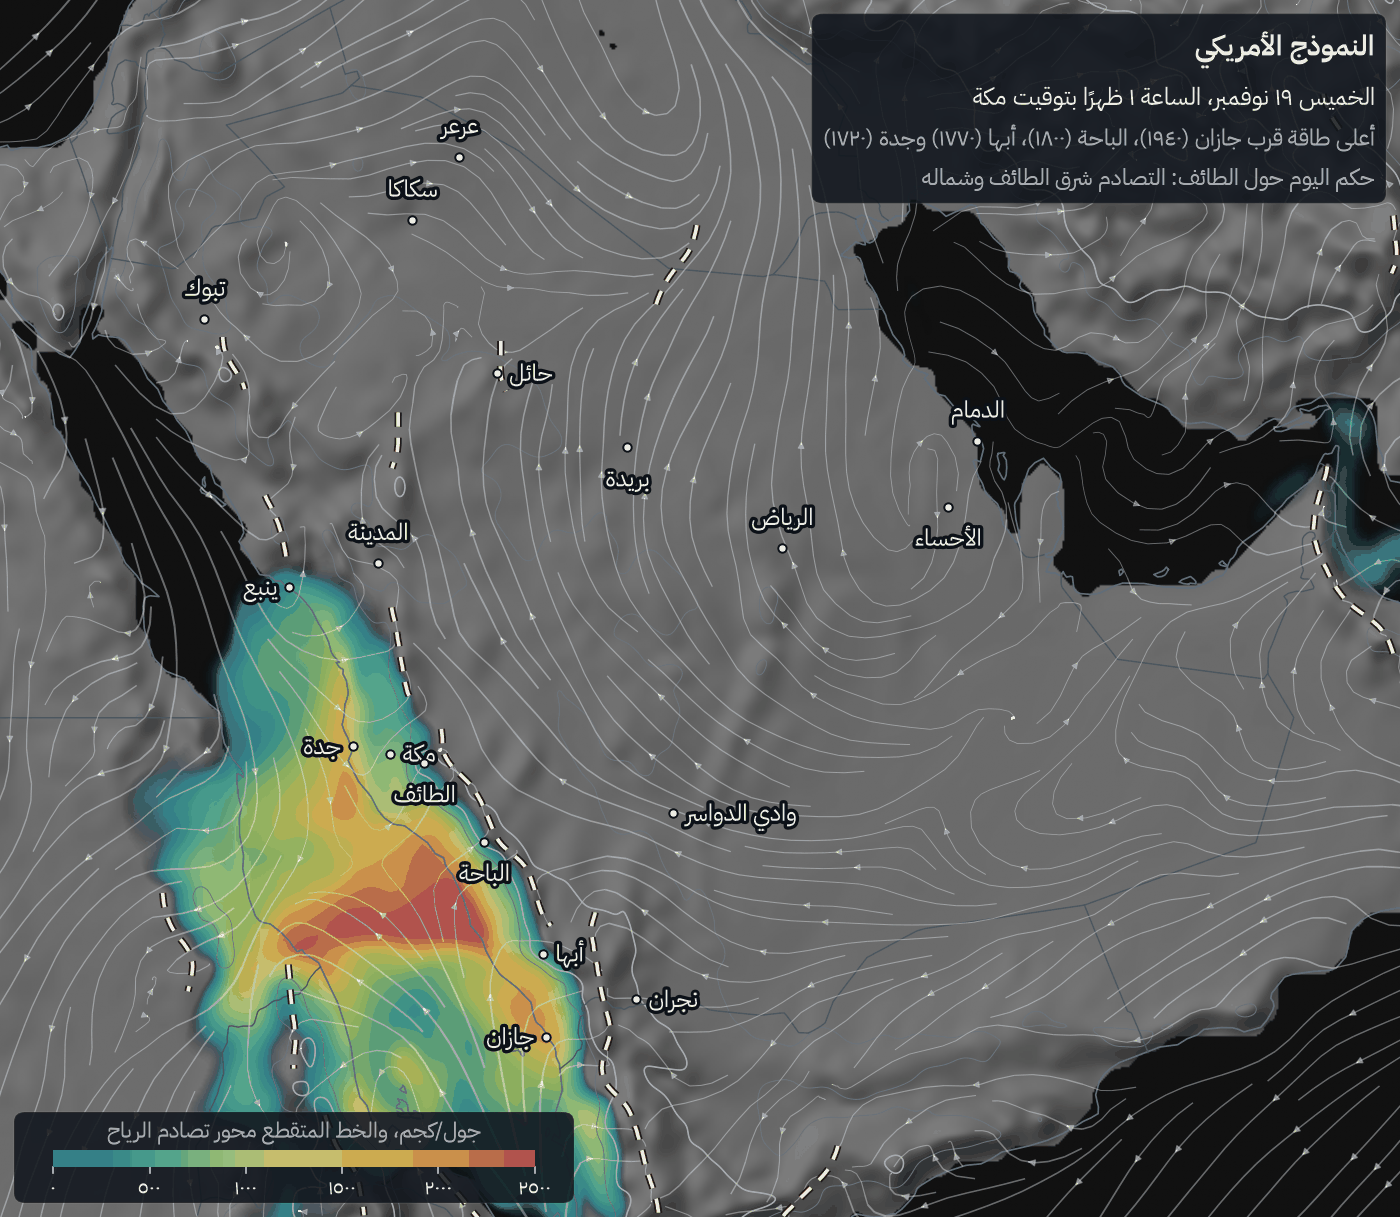 النموذج الأمريكي
الخميس ١٩ نوفمبر، الساعة ١ ظهرًا بتوقيت مكة
أعلى طاقة قرب جازان (١٩٤٠)، الباحة (١٨٠٠)، أبها (١٧٧٠) وجدة (١٧٢٠)
حكم اليوم حول الطائف: التصادم شرق الطائف وشماله
عرعر
سكاكا
تبوك
حائل
الدمام
بريدة
الرياض
الأحساء
المدينة
ينبع
جدة
مكة
الطائف
وادي الدواسر
الباحة
أبها
نجران
جازان
جول/كجم، والخط المتقطع محور تصادم الرياح
٠ ٥٠٠ ١٠٠٠ ١٥٠٠ ٢٠٠٠ ٢٥٠٠